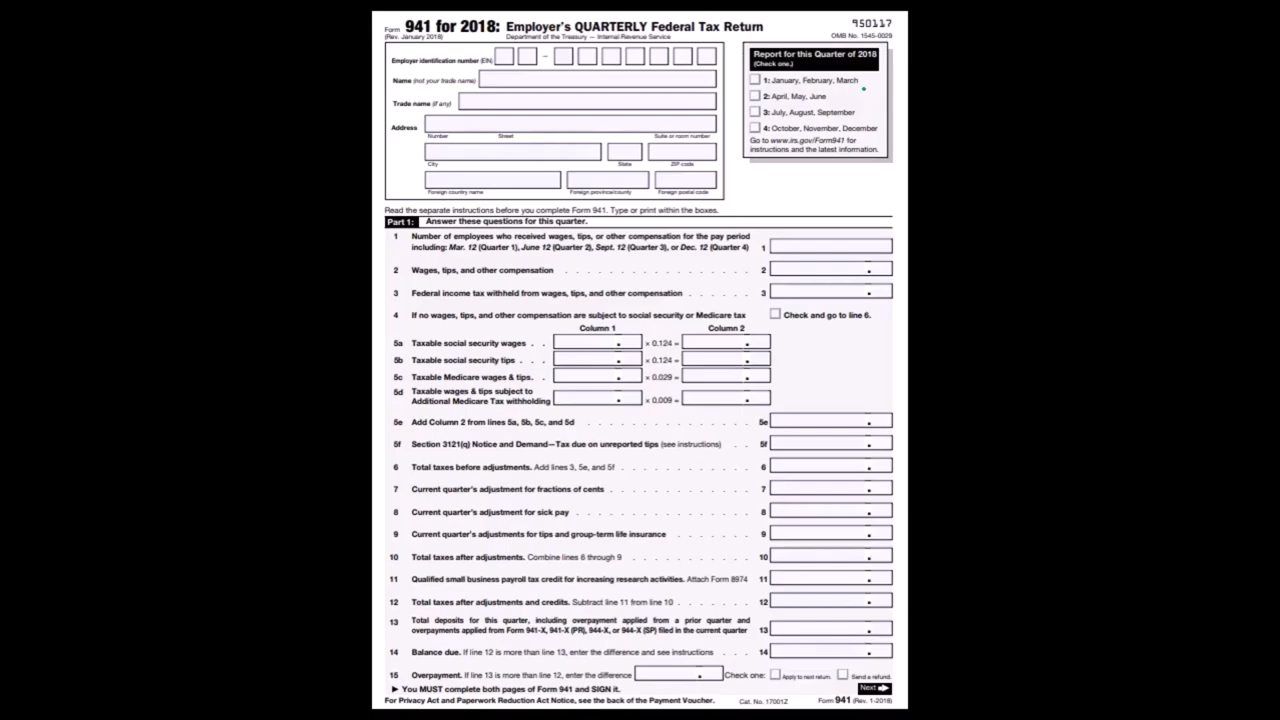 Form 941 for 2018: Employer's QUARTERLY Federal Tax Return
950117
(Rev. January 2018)
Department of the Treasury — Internal Revenue Service
OMB No. 1545-0029
Employer identification number (EIN)
–
Name (not your trade name)
Trade name (if any)
Address
Number Street Suite or room number
City State ZIP code
Foreign country name Foreign province/county Foreign postal code
Report for this Quarter of 2018
(Check one.)
1: January, February, March
2: April, May, June
3: July, August, September
4: October, November, December
Go to www.irs.gov/Form941 for
instructions and the latest information.
Read the separate instructions before you complete Form 941. Type or print within the boxes.
Part 1: Answer these questions for this quarter.
1 Number of employees who received wages, tips, or other compensation for the pay period
including: Mar. 12 (Quarter 1), June 12 (Quarter 2), Sept. 12 (Quarter 3), or Dec. 12 (Quarter 4) 1
2 Wages, tips, and other compensation . . . . . . . . . . . . . . . . . 2 .
3 Federal income tax withheld from wages, tips, and other compensation . . . . . . 3 .
4 If no wages, tips, and other compensation are subject to social security or Medicare tax Check and go to line 6.
Column 1 Column 2
5a Taxable social security wages . . . × 0.124 = .
5b Taxable social security tips . . . . × 0.124 = .
5c Taxable Medicare wages & tips. . . × 0.029 = .
5d Taxable wages & tips subject to
Additional Medicare Tax withholding . × 0.009 = .
5e Add Column 2 from lines 5a, 5b, 5c, and 5d . . . . . . . . . . . . . . . 5e .
5f Section 3121(q) Notice and Demand—Tax due on unreported tips (see instructions) . . 5f .
6 Total taxes before adjustments. Add lines 3, 5e, and 5f . . . . . . . . . . . . 6 .
7 Current quarter's adjustment for fractions of cents . . . . . . . . . . . . . 7 .
8 Current quarter's adjustment for sick pay . . . . . . . . . . . . . . . . 8 .
9 Current quarter's adjustments for tips and group-term life insurance . . . . . . . 9 .
10 Total taxes after adjustments. Combine lines 6 through 9 . . . . . . . . . . . 10 .
11 Qualified small business payroll tax credit for increasing research activities. Attach Form 8974 11 .
12 Total taxes after adjustments and credits. Subtract line 11 from line 10 . . . . . . . 12 .
13 Total deposits for this quarter, including overpayment applied from a prior quarter and
overpayments applied from Form 941-X, 941-X (PR), 944-X, or 944-X (SP) filed in the current quarter 13 .
14 Balance due. If line 12 is more than line 13, enter the difference and see instructions . . . 14 .
15 Overpayment. If line 13 is more than line 12, enter the difference . Check one: Apply to next return. Send a refund.
► You MUST complete both pages of Form 941 and SIGN it. Next
For Privacy Act and Paperwork Reduction Act Notice, see the back of the Payment Voucher. Cat. No. 17001Z Form 941 (Rev. 1-2018)